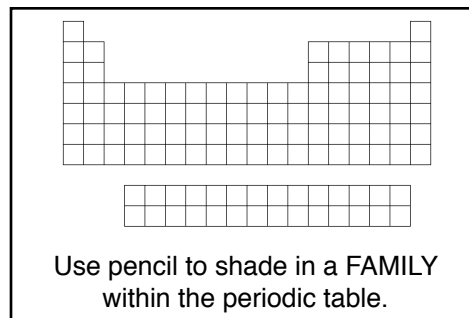 Use pencil to shade in a FAMILY
within the periodic table.